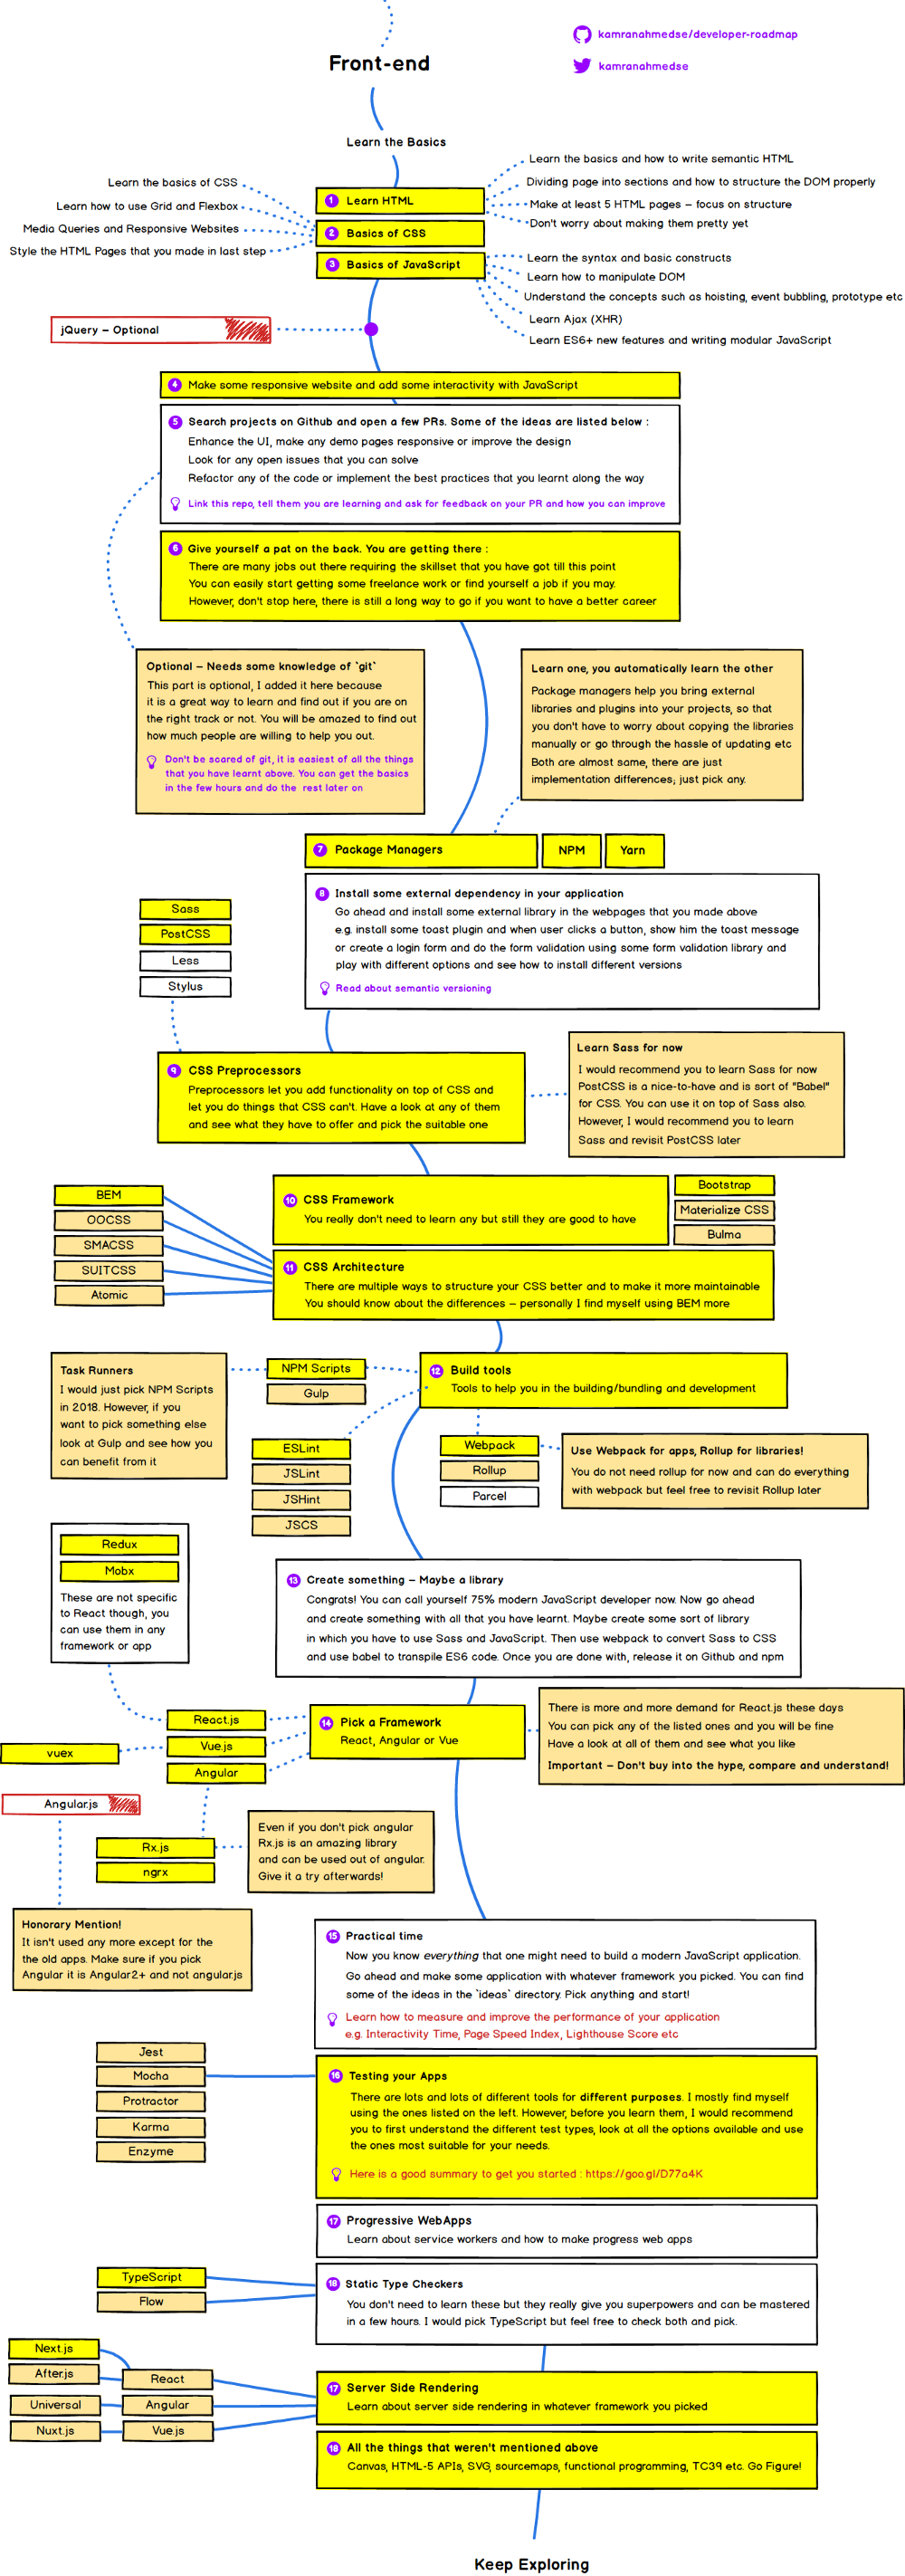 kamranahmedse/developer-roadmap
Front-end
kamranahmedse
Learn the Basics
Learn the basics and how to write semantic HTML
Dividing page into sections and how to structure the DOM properly
Make at least 5 HTML pages – focus on structure
Don't worry about making them pretty yet
1 Learn HTML
Learn the basics of CSS
Learn how to use Grid and Flexbox
Media Queries and Responsive Websites
Style the HTML Pages that you made in last step
2 Basics of CSS
3 Basics of JavaScript
Learn the syntax and basic constructs
Learn how to manipulate DOM
Understand the concepts such as hoisting, event bubbling, prototype etc
Learn Ajax (XHR)
Learn ES6+ new features and writing modular JavaScript
jQuery – Optional
4 Make some responsive website and add some interactivity with JavaScript
5 Search projects on Github and open a few PRs. Some of the ideas are listed below :
Enhance the UI, make any demo pages responsive or improve the design
Look for any open issues that you can solve
Refactor any of the code or implement the best practices that you learnt along the way
Link this repo, tell them you are learning and ask for feedback on your PR and how you can improve
6 Give yourself a pat on the back. You are getting there :
There are many jobs out there requiring the skillset that you have got till this point
You can easily start getting some freelance work or find yourself a job if you may.
However, don't stop here, there is still a long way to go if you want to have a better career
Optional – Needs some knowledge of `git`
This part is optional, I added it here because
it is a great way to learn and find out if you are on
the right track or not. You will be amazed to find out
how much people are willing to help you out.
Don't be scared of git, it is easiest of all the things
that you have learnt above. You can get the basics
in the few hours and do the rest later on
Learn one, you automatically learn the other
Package managers help you bring external
libraries and plugins into your projects, so that
you don't have to worry about copying the libraries
manually or go through the hassle of updating etc
Both are almost same, there are just
implementation differences; just pick any.
7 Package Managers
NPM
Yarn
8 Install some external dependency in your application
Go ahead and install some external library in the webpages that you made above
e.g. install some toast plugin and when user clicks a button, show him the toast message
or create a login form and do the form validation using some form validation library and
play with different options and see how to install different versions
Read about semantic versioning
Sass
PostCSS
Less
Stylus
9 CSS Preprocessors
Preprocessors let you add functionality on top of CSS and
let you do things that CSS can't. Have a look at any of them
and see what they have to offer and pick the suitable one
Learn Sass for now
I would recommend you to learn Sass for now
PostCSS is a nice-to-have and is sort of "Babel"
for CSS. You can use it on top of Sass also.
However, I would recommend you to learn
Sass and revisit PostCSS later
10 CSS Framework
You really don't need to learn any but still they are good to have
Bootstrap
Materialize CSS
Bulma
BEM
OOCSS
SMACSS
SUITCSS
Atomic
11 CSS Architecture
There are multiple ways to structure your CSS better and to make it more maintainable
You should know about the differences – personally I find myself using BEM more
Task Runners
I would just pick NPM Scripts
in 2018. However, if you
want to pick something else
look at Gulp and see how you
can benefit from it
NPM Scripts
Gulp
12 Build tools
Tools to help you in the building/bundling and development
ESLint
JSLint
JSHint
JSCS
Webpack
Rollup
Parcel
Use Webpack for apps, Rollup for libraries!
You do not need rollup for now and can do everything
with webpack but feel free to revisit Rollup later
Redux
Mobx
These are not specific
to React though, you
can use them in any
framework or app
13 Create something – Maybe a library
Congrats! You can call yourself 75% modern JavaScript developer now. Now go ahead
and create something with all that you have learnt. Maybe create some sort of library
in which you have to use Sass and JavaScript. Then use webpack to convert Sass to CSS
and use babel to transpile ES6 code. Once you are done with, release it on Github and npm
React.js
Vue.js
Angular
vuex
14 Pick a Framework
React, Angular or Vue
There is more and more demand for React.js these days
You can pick any of the listed ones and you will be fine
Have a look at all of them and see what you like
Important – Don't buy into the hype, compare and understand!
Angular.js
Rx.js
ngrx
Even if you don't pick angular
Rx.js is an amazing library
and can be used out of angular.
Give it a try afterwards!
Honorary Mention!
It isn't used any more except for the
the old apps. Make sure if you pick
Angular it is Angular2+ and not angular.js
15 Practical time
Now you know everything that one might need to build a modern JavaScript application.
Go ahead and make some application with whatever framework you picked. You can find
some of the ideas in the `ideas` directory. Pick anything and start!
Learn how to measure and improve the performance of your application
e.g. Interactivity Time, Page Speed Index, Lighthouse Score etc
Jest
Mocha
Protractor
Karma
Enzyme
16 Testing your Apps
There are lots and lots of different tools for different purposes. I mostly find myself
using the ones listed on the left. However, before you learn them, I would recommend
you to first understand the different test types, look at all the options available and use
the ones most suitable for your needs.
Here is a good summary to get you started : https://goo.gl/D77a4K
17 Progressive WebApps
Learn about service workers and how to make progress web apps
TypeScript
Flow
18 Static Type Checkers
You don't need to learn these but they really give you superpowers and can be mastered
in a few hours. I would pick TypeScript but feel free to check both and pick.
Next.js
After.js
React
Universal
Angular
Nuxt.js
Vue.js
17 Server Side Rendering
Learn about server side rendering in whatever framework you picked
18 All the things that weren't mentioned above
Canvas, HTML-5 APIs, SVG, sourcemaps, functional programming, TC39 etc. Go Figure!
Keep Exploring